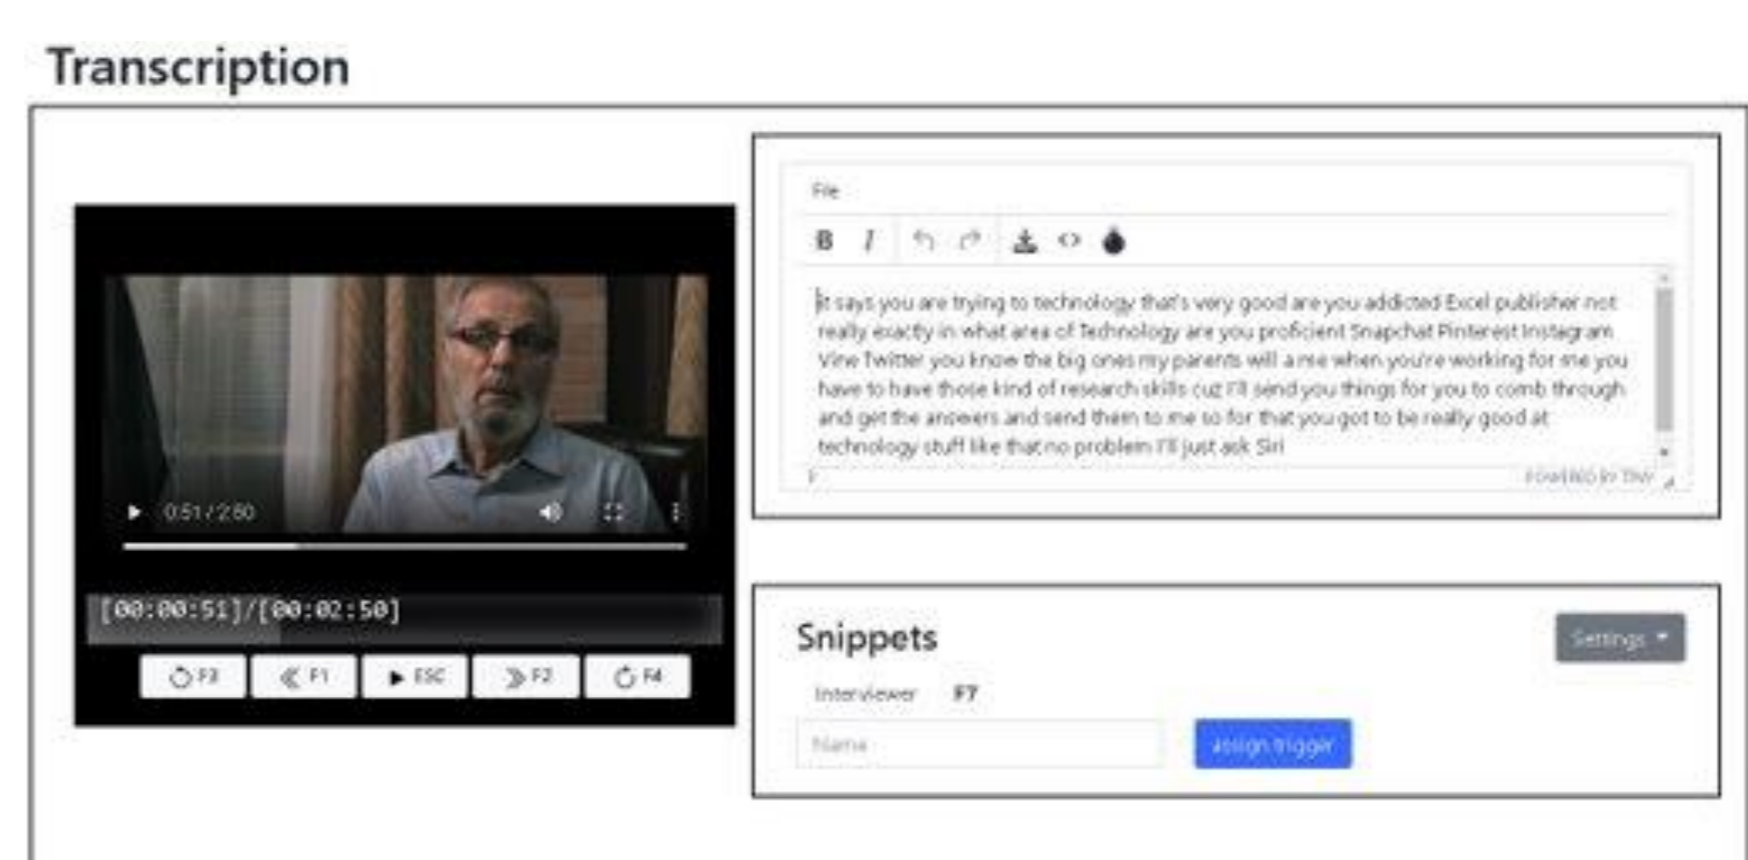 Transcription
File
B I
It says you are trying to technology that's very good are you addicted Excel publisher not
really exactly in what area of Technology are you proficient Snapchat Pinterest Instagram
Vine Twitter you know the big ones my parents will a me when you're working for me you
have to have those kind of research skills cuz I'll send you things for you to comb through
and get the answers and send them to me so for that you got to be really good at
technology stuff like that no problem I'll just ask Siri
POWERED BY TINY
0:51 / 2:50
[00:00:51]/[00:02:50]
F3 F1 ESC F2 F4
Snippets
Settings
Interviewer F7
Name
assign trigger